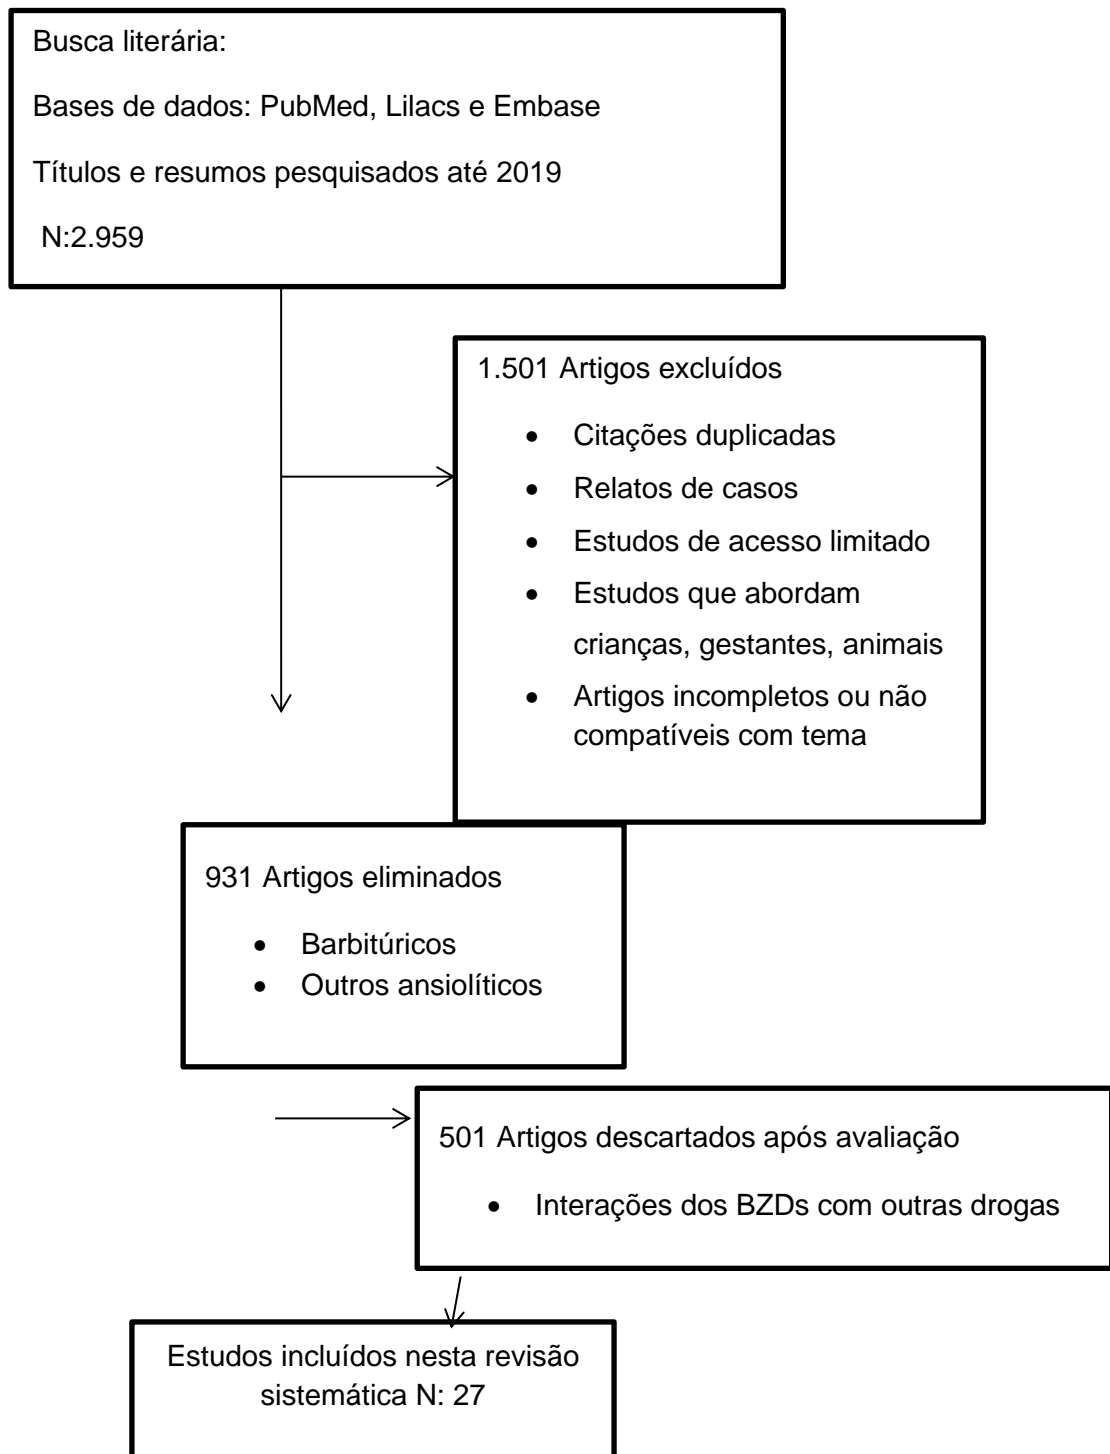 Busca literária:
Bases de dados: PubMed, Lilacs e Embase
Títulos e resumos pesquisados até 2019
N:2.959
1.501 Artigos excluídos
• Citações duplicadas
• Relatos de casos
• Estudos de acesso limitado
• Estudos que abordam
crianças, gestantes, animais
• Artigos incompletos ou não
compatíveis com tema
931 Artigos eliminados
• Barbitúricos
• Outros ansiolíticos
501 Artigos descartados após avaliação
• Interações dos BZDs com outras drogas
Estudos incluídos nesta revisão
sistemática N: 27